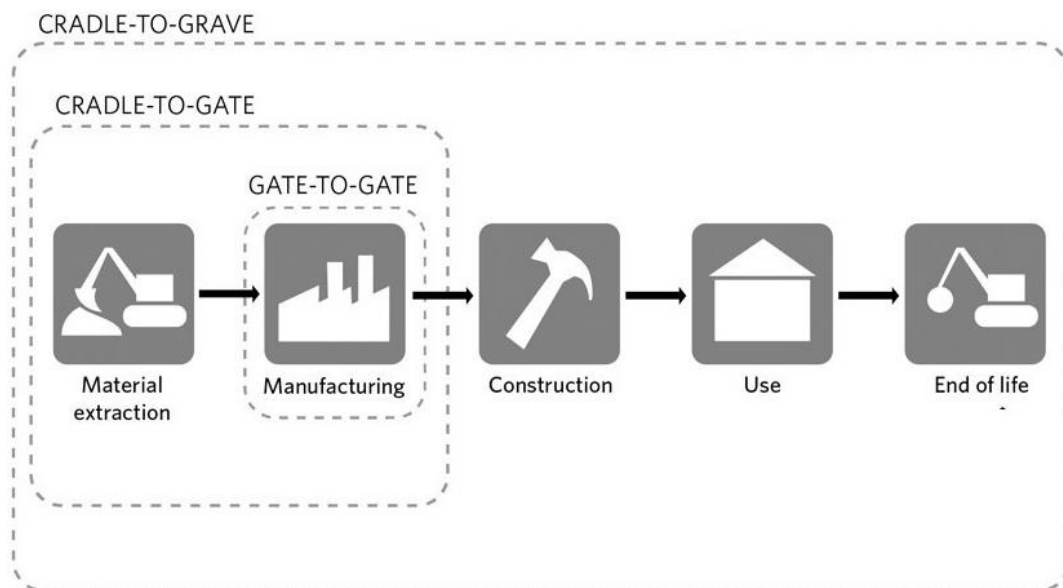 CRADLE-TO-GRAVE
CRADLE-TO-GATE
GATE-TO-GATE
Material
extraction
Manufacturing
Construction
Use
End of life